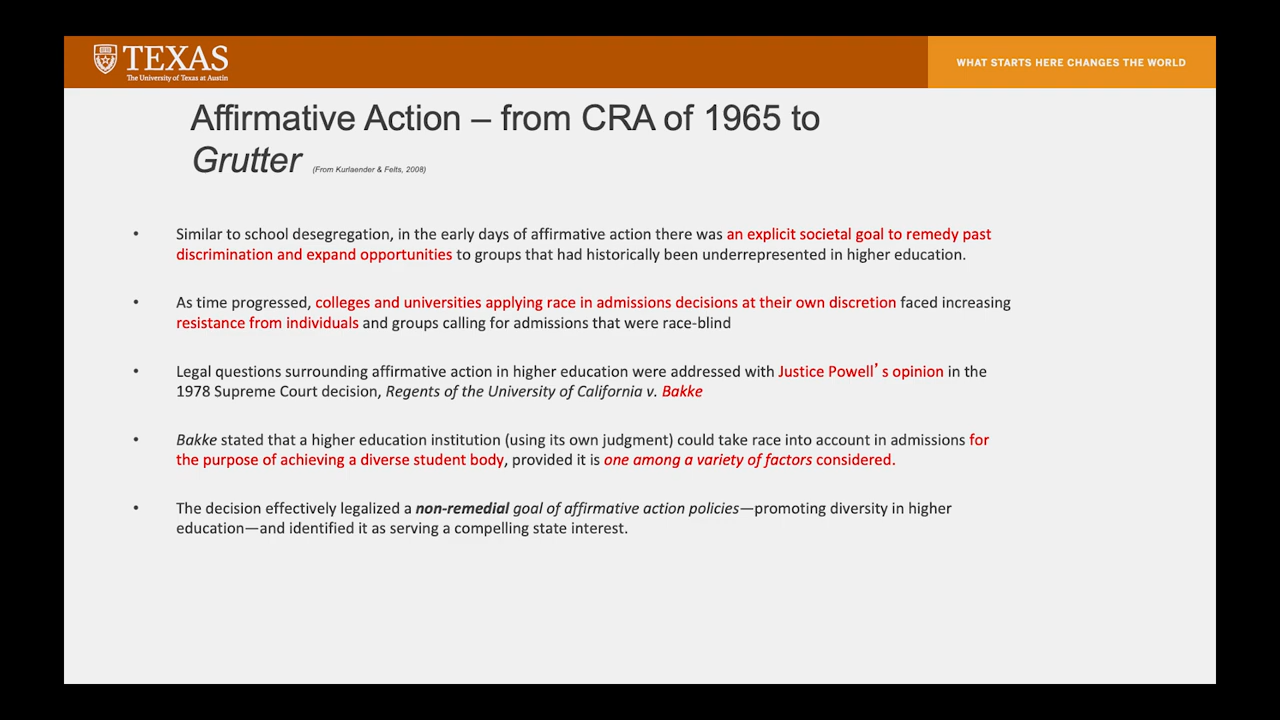 TEXAS
The University of Texas at Austin
WHAT STARTS HERE CHANGES THE WORLD
Affirmative Action – from CRA of 1965 to
Grutter (From Kurlaender & Felts, 2008)
• Similar to school desegregation, in the early days of affirmative action there was an explicit societal goal to remedy past
discrimination and expand opportunities to groups that had historically been underrepresented in higher education.
• As time progressed, colleges and universities applying race in admissions decisions at their own discretion faced increasing
resistance from individuals and groups calling for admissions that were race-blind
• Legal questions surrounding affirmative action in higher education were addressed with Justice Powell’s opinion in the
1978 Supreme Court decision, Regents of the University of California v. Bakke
• Bakke stated that a higher education institution (using its own judgment) could take race into account in admissions for
the purpose of achieving a diverse student body, provided it is one among a variety of factors considered.
• The decision effectively legalized a non-remedial goal of affirmative action policies—promoting diversity in higher
education—and identified it as serving a compelling state interest.